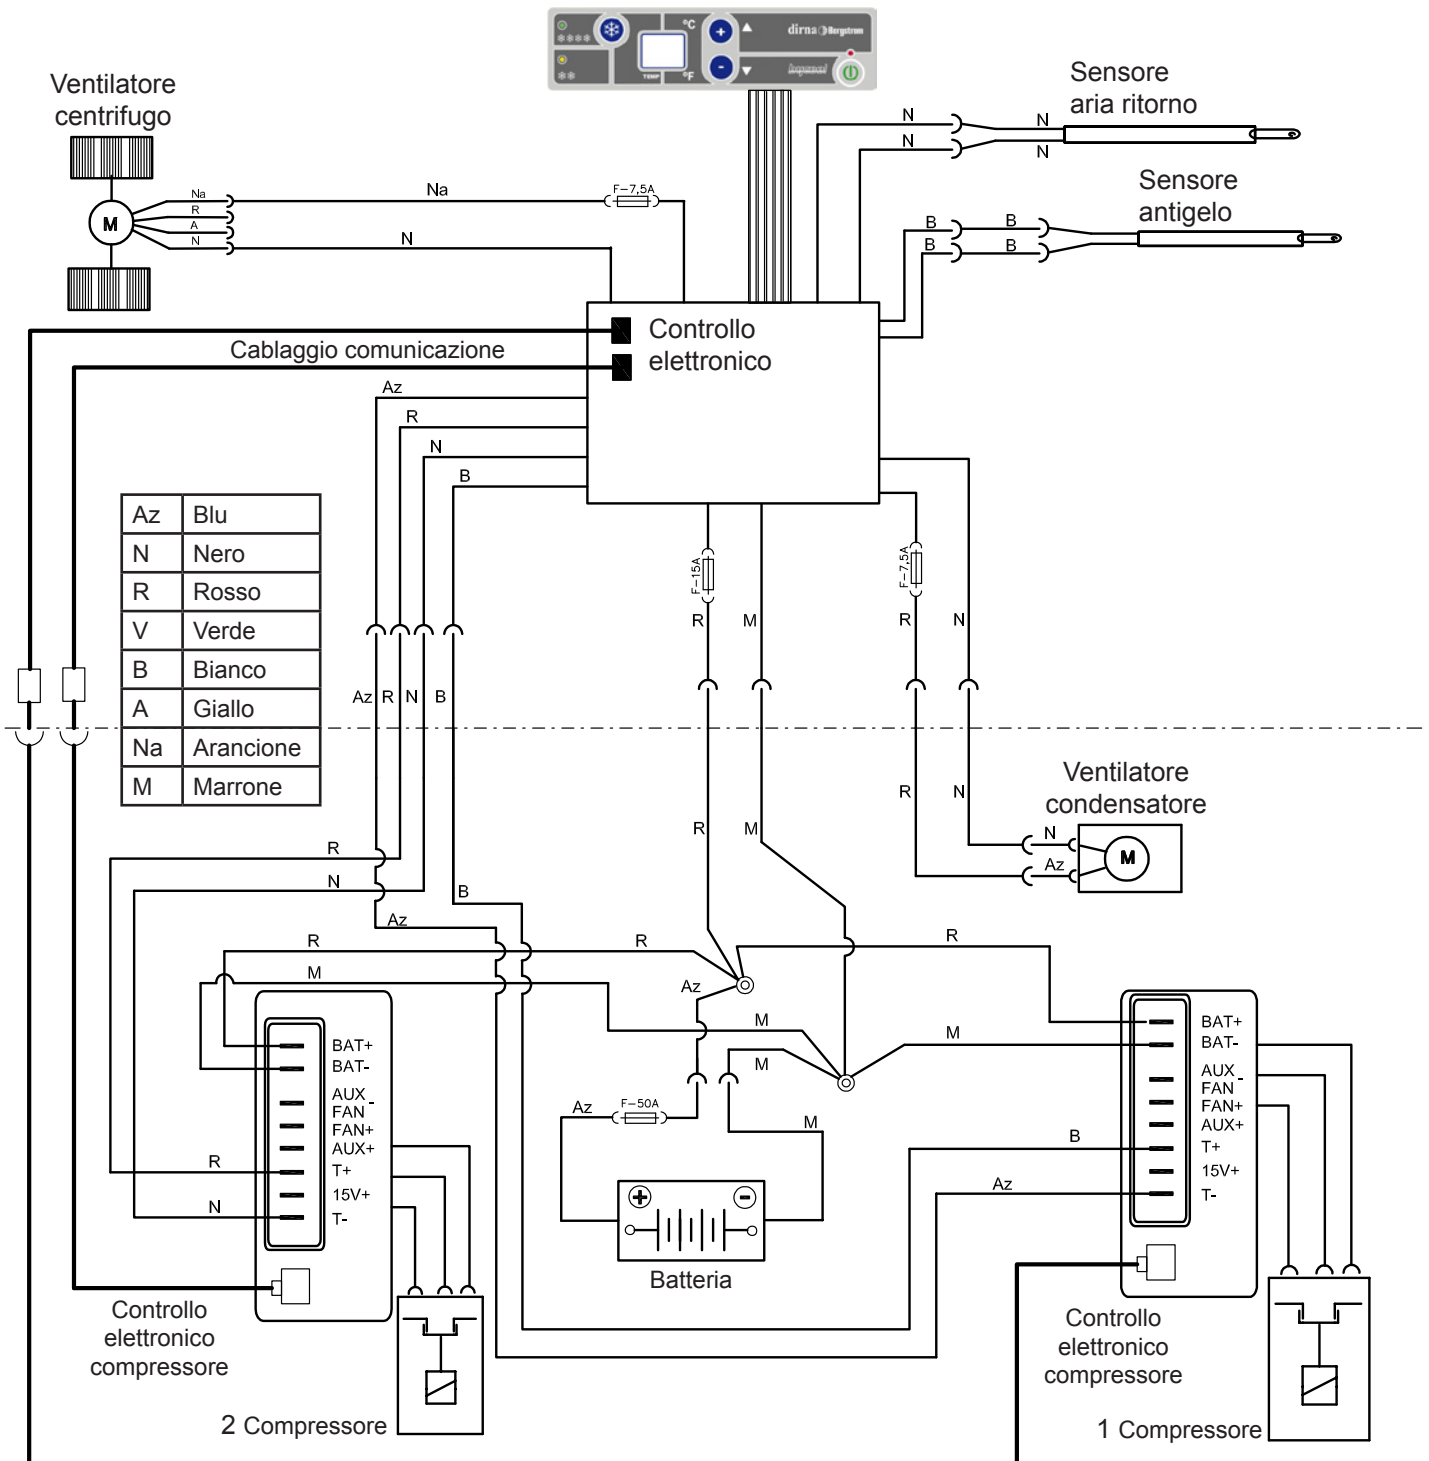 °C
dirna Bergstrom
TEMP
°F
Ventilatore
centrifugo
Sensore
aria ritorno
N
N
N
N
Sensore
antigelo
B
B
B
B
Na
R
A
N
Na
N
F-7,5A
M
Controllo
elettronico
Cablaggio comunicazione
Az
R
N
B
Az Blu
N Nero
R Rosso
V Verde
B Bianco
A Giallo
Na Arancione
M Marrone
F-15A
F-7,5A
R
M
R
N
Az
R
N
B
R
N
Ventilatore
condensatore
R
M
N
Az
M
R
N
B
Az
R
R
R
M
Az
M
M
M
BAT+
BAT-
AUX
FAN -
FAN+
AUX+
T+
15V+
T-
R
N
Az
F-50A
M
+
-
Batteria
B
Az
BAT+
BAT-
AUX
FAN -
FAN+
AUX+
T+
15V+
T-
Controllo
elettronico
compressore
2 Compressore
Controllo
elettronico
compressore
1 Compressore